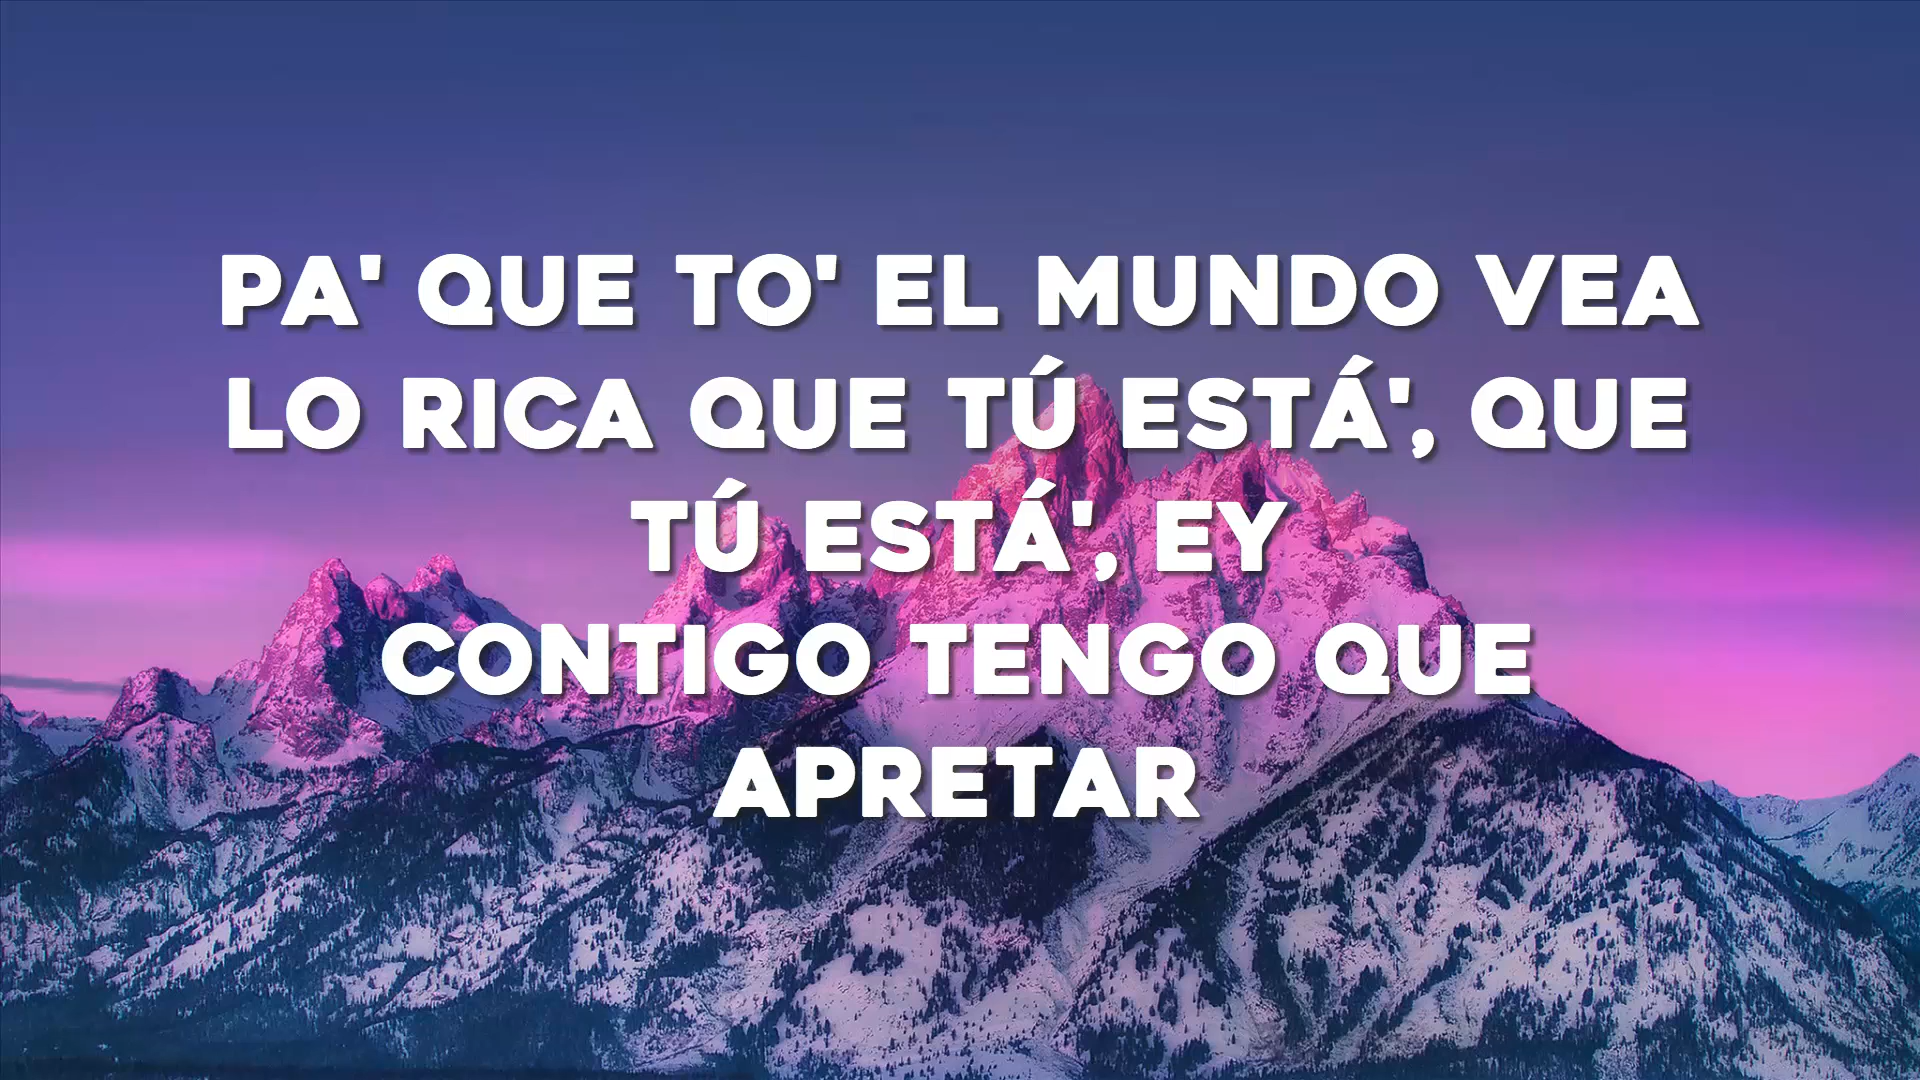 PA' QUE TO' EL MUNDO VEA
LO RICA QUE TÚ ESTÁ', QUE
TÚ ESTÁ', EY
CONTIGO TENGO QUE
APRETAR